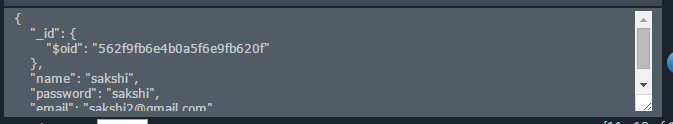 {
"_id": {
"$oid": "562f9fb6e4b0a5f6e9fb620f"
},
"name": "sakshi",
"password": "sakshi",
"email": "sakshi2@gmail.com"